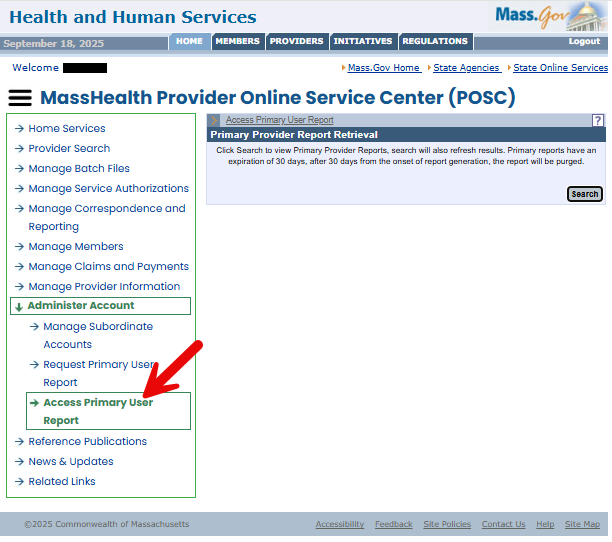 Health and Human Services
Mass.Gov
September 18, 2025
HOME
MEMBERS
PROVIDERS
INITIATIVES
REGULATIONS
Logout
Welcome
Mass.Gov Home
State Agencies
State Online Services
MassHealth Provider Online Service Center (POSC)
Home Services
Provider Search
Manage Batch Files
Manage Service Authorizations
Manage Correspondence and
Reporting
Manage Members
Manage Claims and Payments
Manage Provider Information
Administer Account
Manage Subordinate
Accounts
Request Primary User
Report
Access Primary User
Report
Reference Publications
News & Updates
Related Links
Access Primary User Report
?
Primary Provider Report Retrieval
Click Search to view Primary Provider Reports, search will also refresh results. Primary reports have an
expiration of 30 days, after 30 days from the onset of report generation, the report will be purged.
Search
©2025 Commonwealth of Massachusetts
Accessibility
Feedback
Site Policies
Contact Us
Help
Site Map